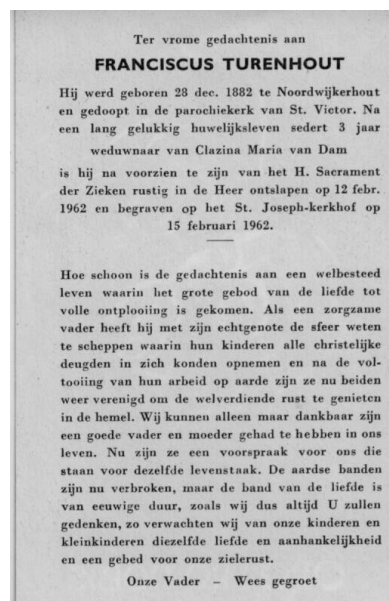 Ter vrome gedachtenis aan
FRANCISCUS TURENHOUT
Hij werd geboren 28 dec. 1882 te Noordwijkerhout
en gedoopt in de parochiekerk van St. Victor. Na
een lang gelukkig huwelijksleven sedert 3 jaar
weduwnaar van Clazina Maria van Dam
is hij na voorzien te zijn van het H. Sacrament
der Zieken rustig in de Heer ontslapen op 12 febr.
1962 en begraven op het St. Joseph-kerkhof op
15 februari 1962.
Hoe schoon is de gedachtenis aan een welbesteed
leven waarin het grote gebod van de liefde tot
volle ontplooiing is gekomen. Als een zorgzame
vader heeft hij met zijn echtgenote de sfeer weten
te scheppen waarin hun kinderen alle christelijke
deugden in zich konden opnemen en na de vol-
tooiing van hun arbeid op aarde zijn ze nu beiden
weer verenigd om de welverdiende rust te genieten
in de hemel. Wij kunnen alleen maar dankbaar zijn
een goede vader en moeder gehad te hebben in ons
leven. Nu zijn ze een voorspraak voor ons die
staan voor dezelfde levenstaak. De aardse banden
zijn nu verbroken, maar de band van de liefde is
van eeuwige duur, zoals wij dus altijd U zullen
gedenken, zo verwachten wij van onze kinderen en
kleinkinderen diezelfde liefde en aanhankelijkheid
en een gebed voor onze zielerust.
Onze Vader – Wees gegroet